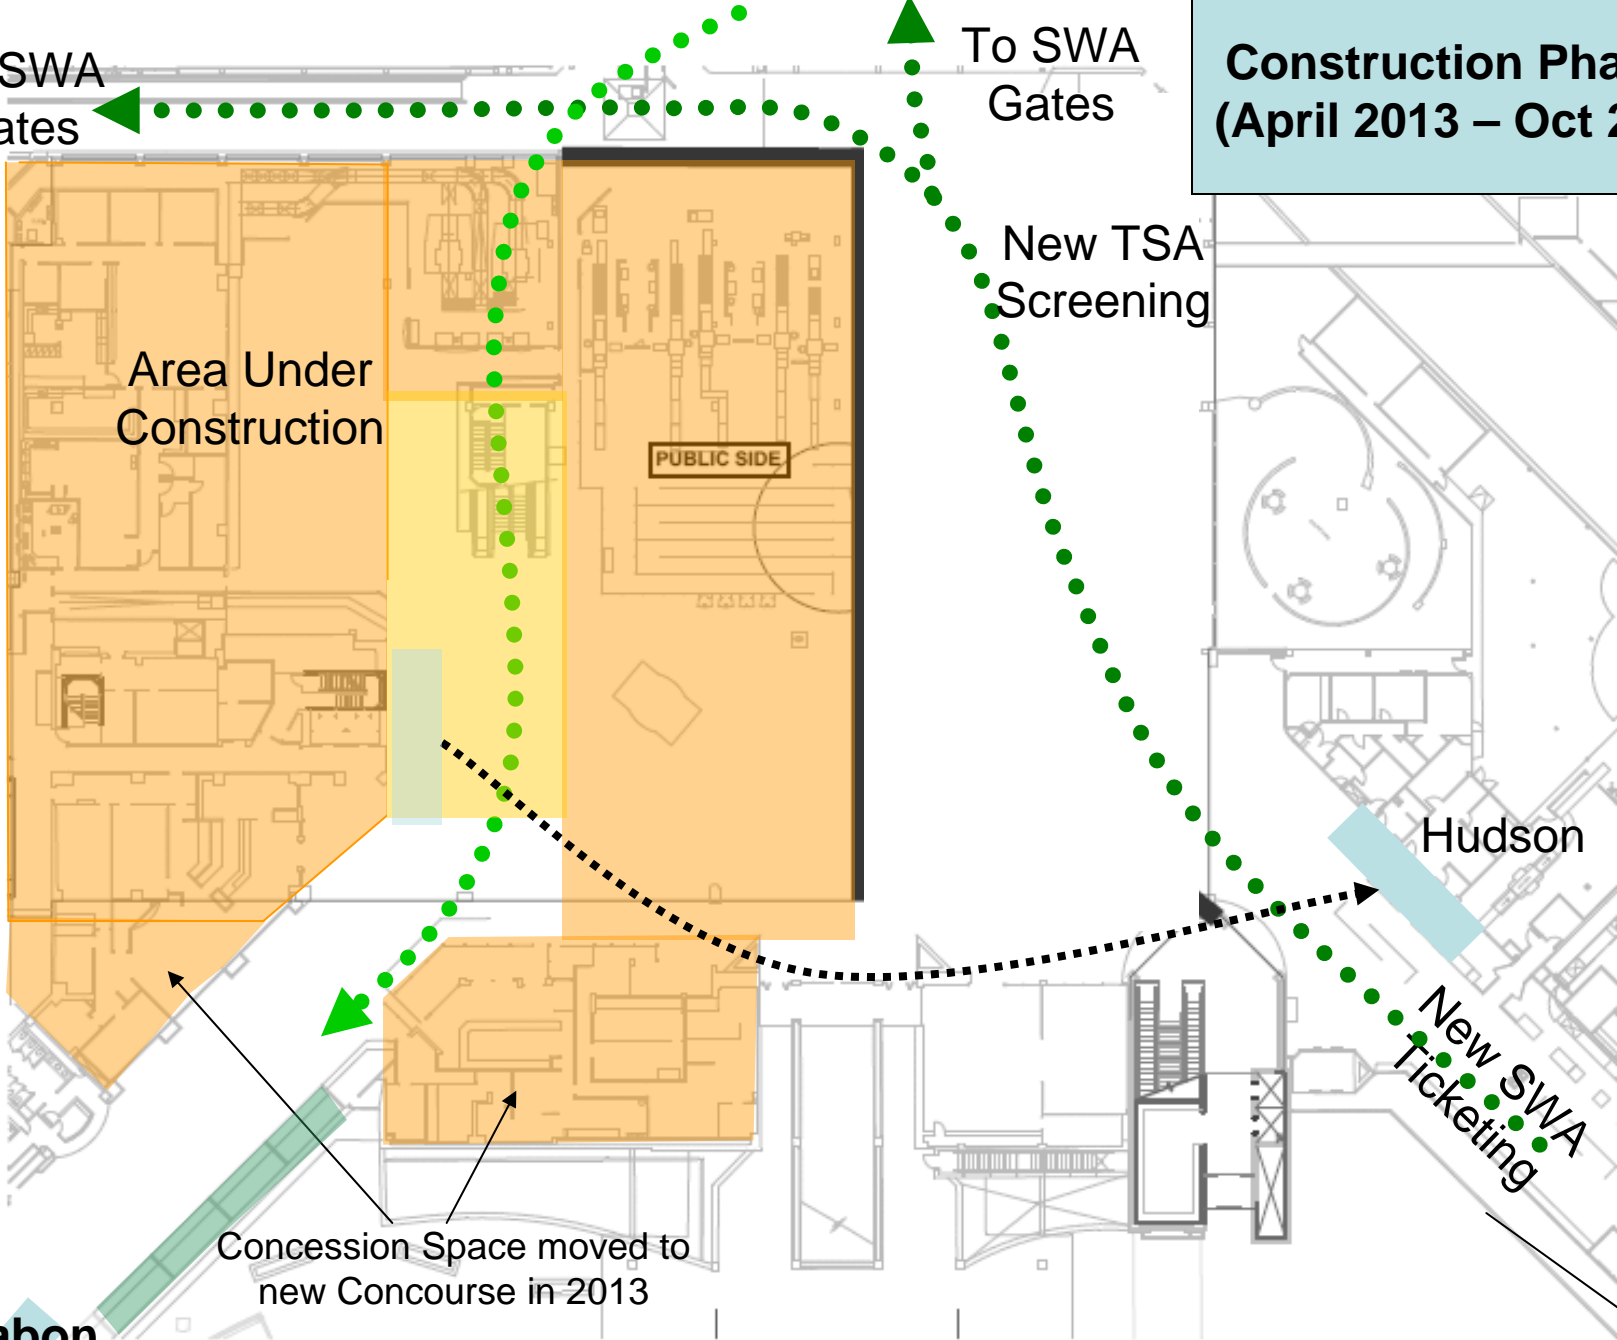 SWA
To SWA
Gates
Construction Pha
(April 2013 – Oct 2
ates
New TSA
Screening
Area Under
Construction
PUBLIC SIDE
Hudson
New SWA
Ticketing
Concession Space moved to
new Concourse in 2013
abon